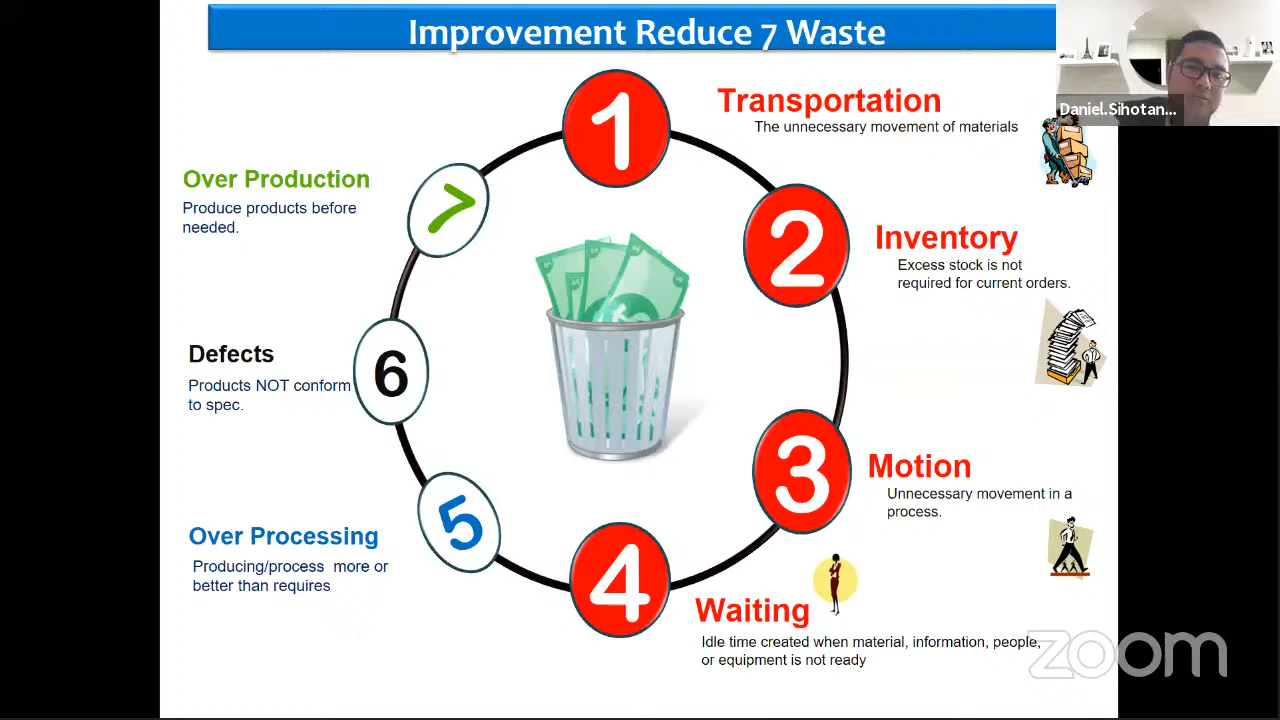 Improvement Reduce 7 Waste
Daniel.Sihotan...
1
Transportation
The unnecessary movement of materials
2
Inventory
Excess stock is not
required for current orders.
3
Motion
Unnecessary movement in a
process.
4
Waiting
Idle time created when material, information, people,
or equipment is not ready
5
Over Processing
Producing/process more or
better than requires
6
Defects
Products NOT conform
to spec.
7
Over Production
Produce products before
needed.
zoom